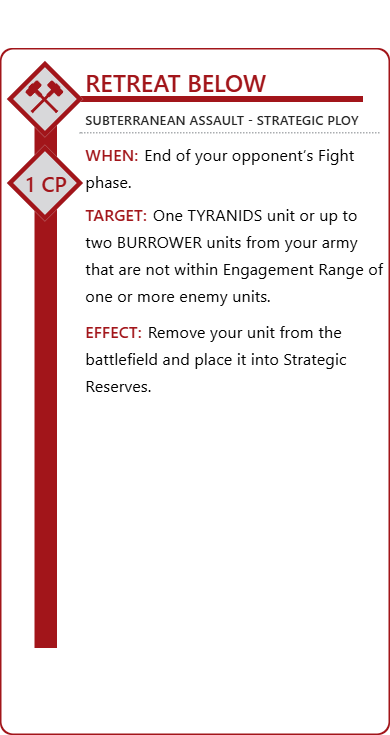 RETREAT BELOW
SUBTERRANEAN ASSAULT - STRATEGIC PLOY
1 CP
WHEN: End of your opponent's Fight
phase.
TARGET: One TYRANIDS unit or up to
two BURROWER units from your army
that are not within Engagement Range of
one or more enemy units.
EFFECT: Remove your unit from the
battlefield and place it into Strategic
Reserves.